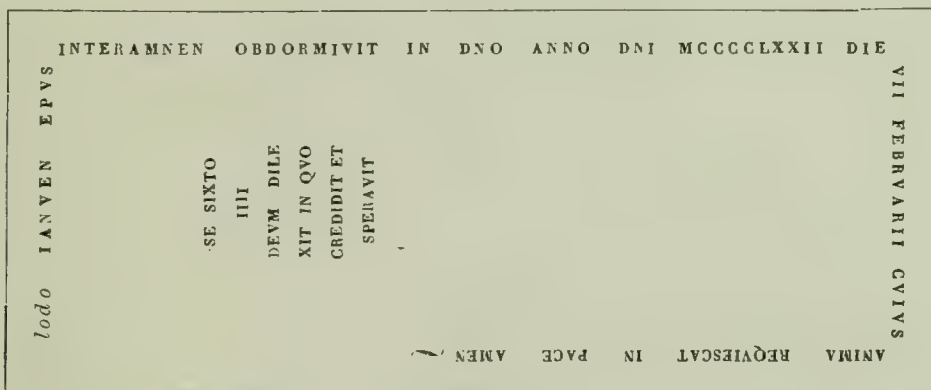 lodo IANVEN EPVS
INTERAMNEN OBDORMIVIT IN DNO ANNO DNI MCCCCLXXII DIE
VII FEBRVARII CVIVS
ANIMA REQVIESCAT IN PACE AMEN
SE SIXTO
IIII
DEVM DILE
XIT IN QVO
CREDIDIT ET
SPERAVIT